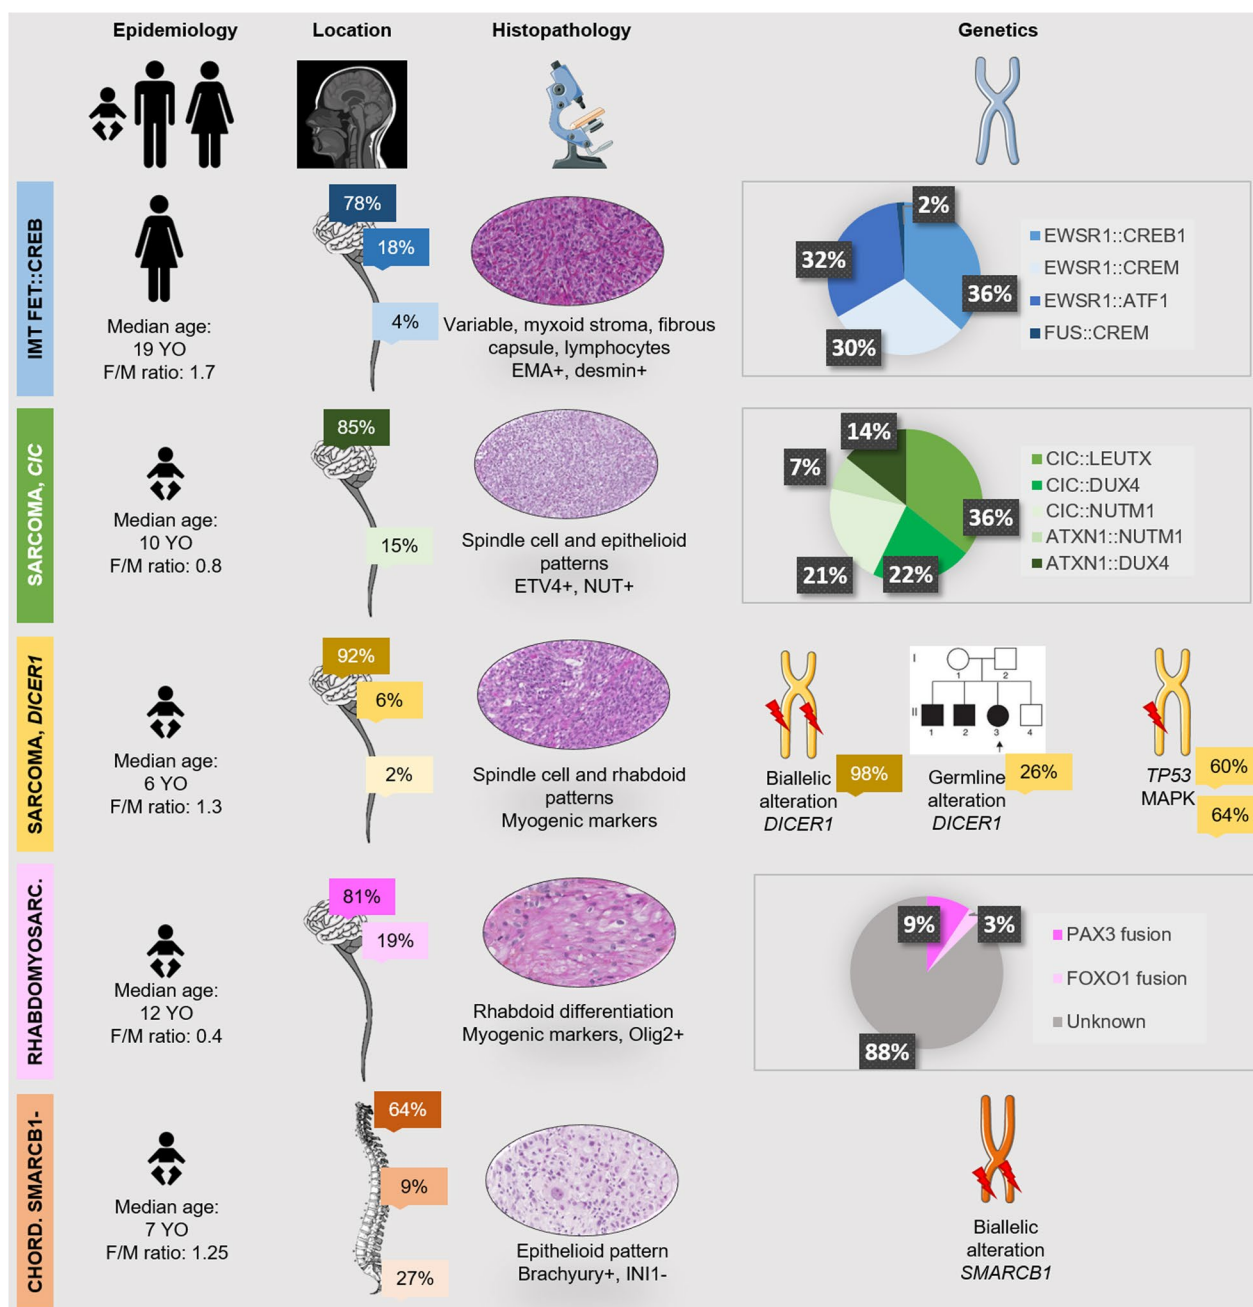 Epidemiology
Location
Histopathology
Genetics
IMT FET::CREB
Median age:
19 YO
F/M ratio: 1.7
78%
18%
4%
Variable, myxoid stroma, fibrous
capsule, lymphocytes
EMA+, desmin+
2%
32%
36%
30%
EWSR1::CREB1
EWSR1::CREM
EWSR1::ATF1
FUS::CREM
SARCOMA, CIC
Median age:
10 YO
F/M ratio: 0.8
85%
15%
Spindle cell and epithelioid
patterns
ETV4+, NUT+
14%
7%
36%
21%
22%
CIC::LEUTX
CIC::DUX4
CIC::NUTM1
ATXN1::NUTM1
ATXN1::DUX4
SARCOMA, DICER1
Median age:
6 YO
F/M ratio: 1.3
92%
6%
2%
Spindle cell and rhabdoid
patterns
Myogenic markers
Biallelic
alteration
DICER1
98%
I
1
2
II
1
2
3
4
Germline
alteration
DICER1
26%
TP53
MAPK
60%
64%
RHABDOMYOSARC.
Median age:
12 YO
F/M ratio: 0.4
81%
19%
Rhabdoid differentiation
Myogenic markers, Olig2+
9%
3%
88%
PAX3 fusion
FOXO1 fusion
Unknown
CHORD. SMARCB1-
Median age:
7 YO
F/M ratio: 1.25
64%
9%
27%
Epithelioid pattern
Brachyury+, INI1-
Biallelic
alteration
SMARCB1